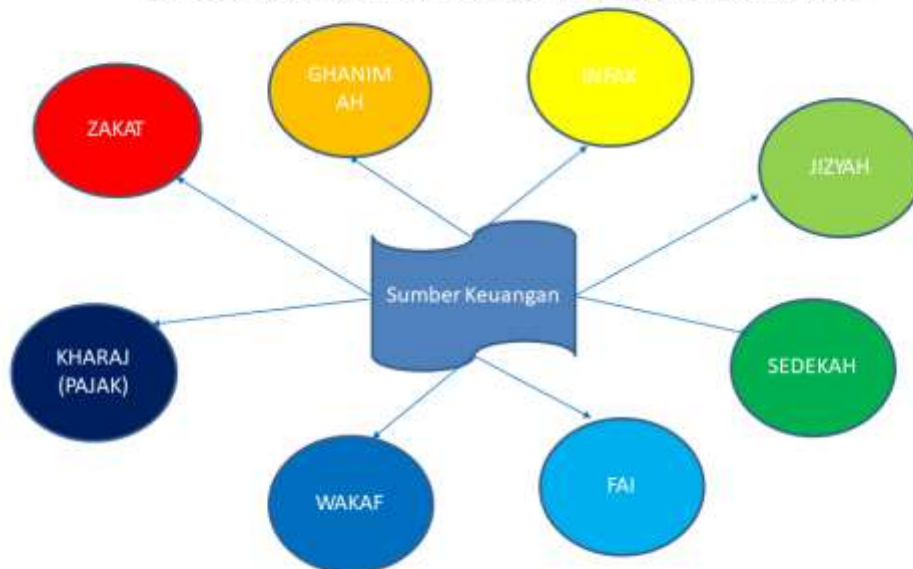 GHANIM
AH
INFAK
ZAKAT
JIZYAH
Sumber Keuangan
KHARAJ
(PAJAK)
SEDEKAH
WAKAF
FAI